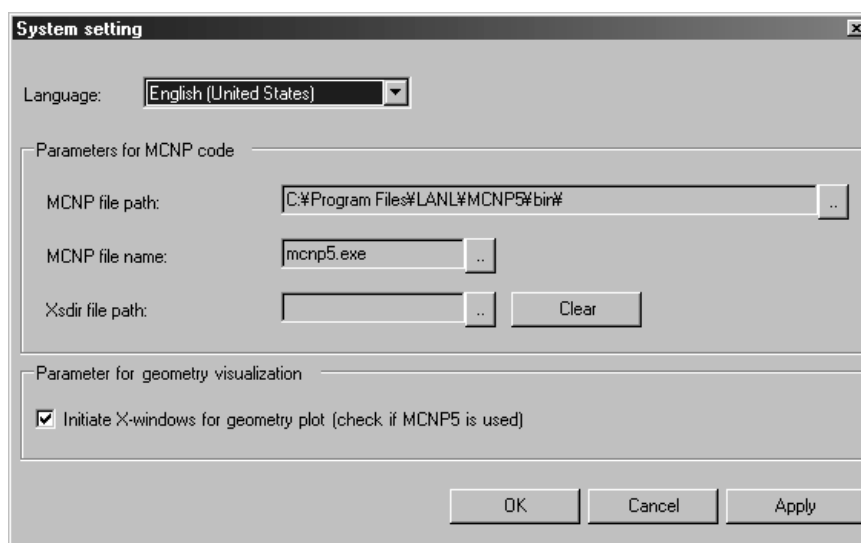 System setting
Language: English (United States)
Parameters for MCNP code
MCNP file path: C:¥Program Files¥LANL¥MCNP5¥bin¥ ..
MCNP file name: mcnp5.exe ..
Xsdir file path: .. Clear
Parameter for geometry visualization
Initiate X-windows for geometry plot (check if MCNP5 is used)
OK Cancel Apply